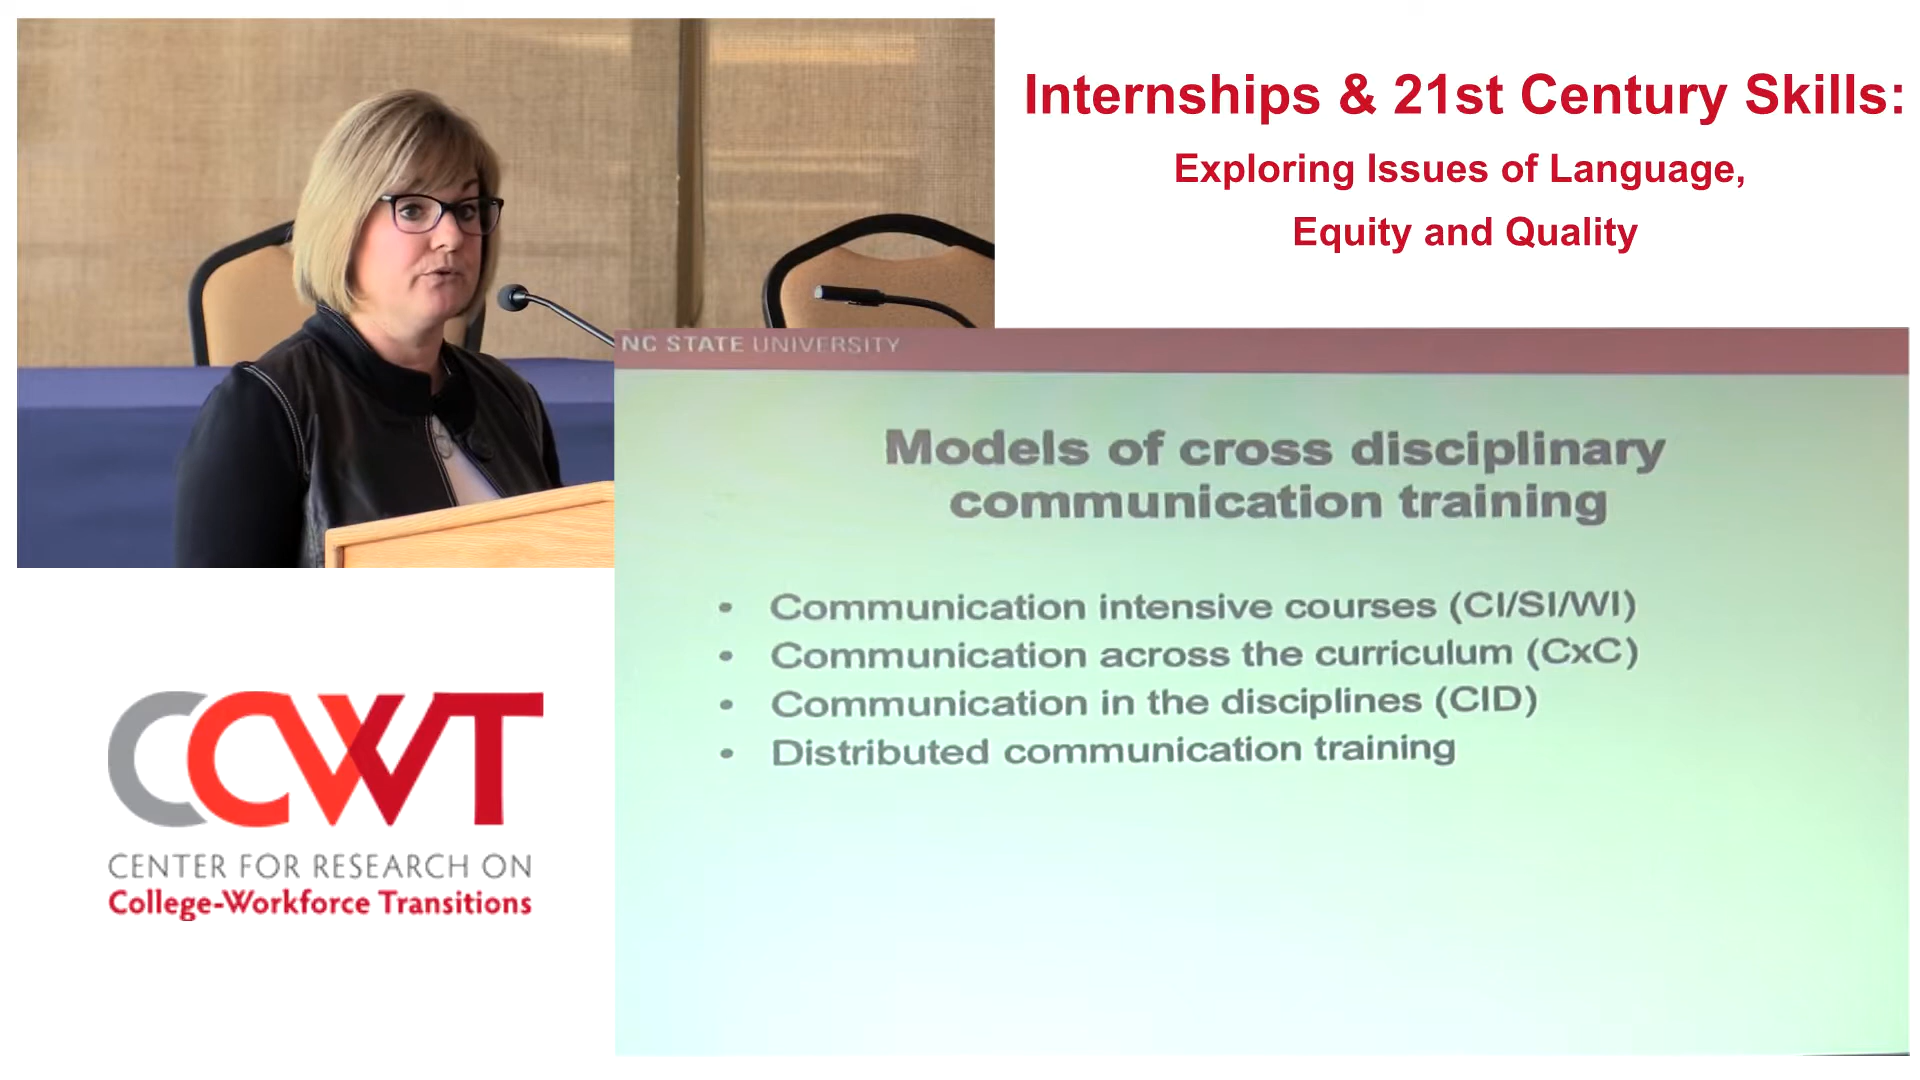 Internships & 21st Century Skills:
Exploring Issues of Language,
Equity and Quality
NC STATE UNIVERSITY
Models of cross disciplinary
communication training
• Communication intensive courses (CI/SI/WI)
• Communication across the curriculum (CxC)
• Communication in the disciplines (CID)
• Distributed communication training
CCWT
CENTER FOR RESEARCH ON
College-Workforce Transitions